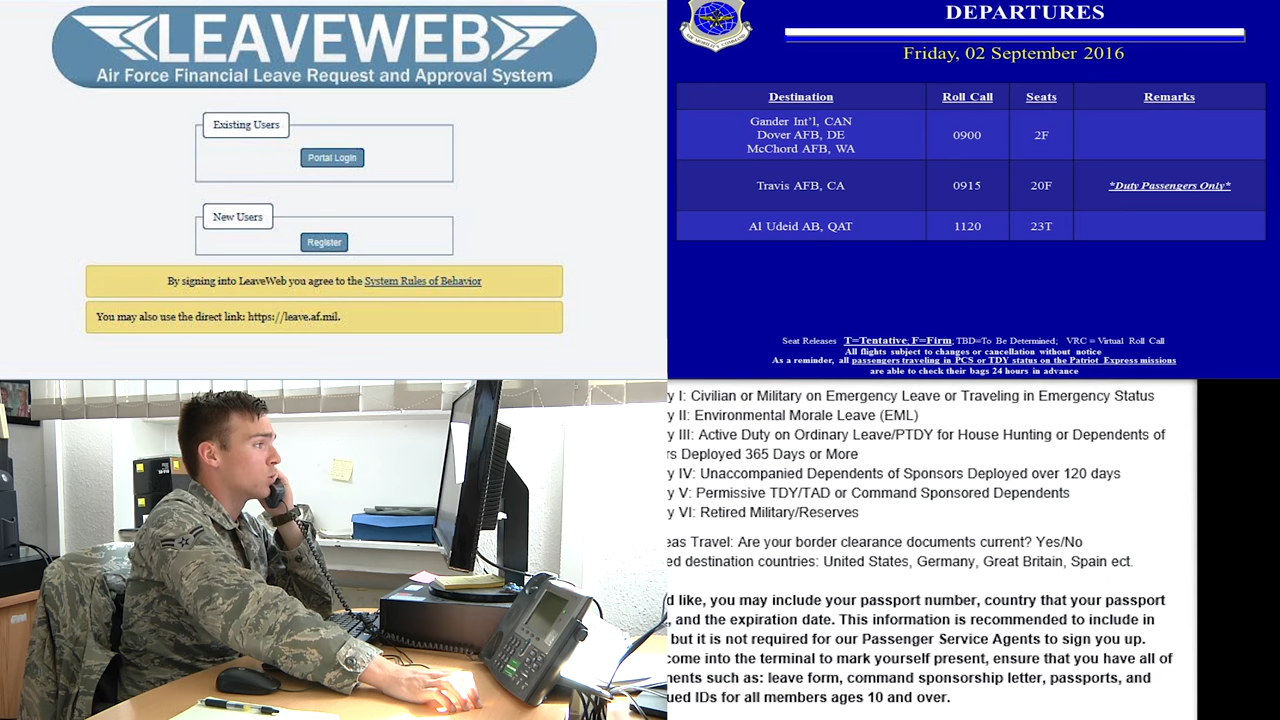 LEAVEWEB
Air Force Financial Leave Request and Approval System
Existing Users
Portal Login
New Users
Register
By signing into LeaveWeb you agree to the System Rules of Behavior
You may also use the direct link: https://leave.af.mil.
DEPARTURES
Friday, 02 September 2016
Destination Roll Call Seats Remarks
Gander Int'l, CAN
Dover AFB, DE 0900 2F
McChord AFB, WA
Travis AFB, CA 0915 20F *Duty Passengers Only*
Al Udeid AB, QAT 1120 23T
Seat Releases T=Tentative, F=Firm; TBD=To Be Determined; VRC = Virtual Roll Call
All flights subject to changes or cancellation without notice
As a reminder, all passengers traveling in PCS or TDY status on the Patriot Express missions
are able to check their bags 24 hours in advance
y I: Civilian or Military on Emergency Leave or Traveling in Emergency Status
y II: Environmental Morale Leave (EML)
y III: Active Duty on Ordinary Leave/PTDY for House Hunting or Dependents of
rs Deployed 365 Days or More
y IV: Unaccompanied Dependents of Sponsors Deployed over 120 days
y V: Permissive TDY/TAD or Command Sponsored Dependents
y VI: Retired Military/Reserves
eas Travel: Are your border clearance documents current? Yes/No
ed destination countries: United States, Germany, Great Britain, Spain ect.
d like, you may include your passport number, country that your passport
, and the expiration date. This information is recommended to include in
but it is not required for our Passenger Service Agents to sign you up.
come into the terminal to mark yourself present, ensure that you have all of
nents such as: leave form, command sponsorship letter, passports, and
ued IDs for all members ages 10 and over.